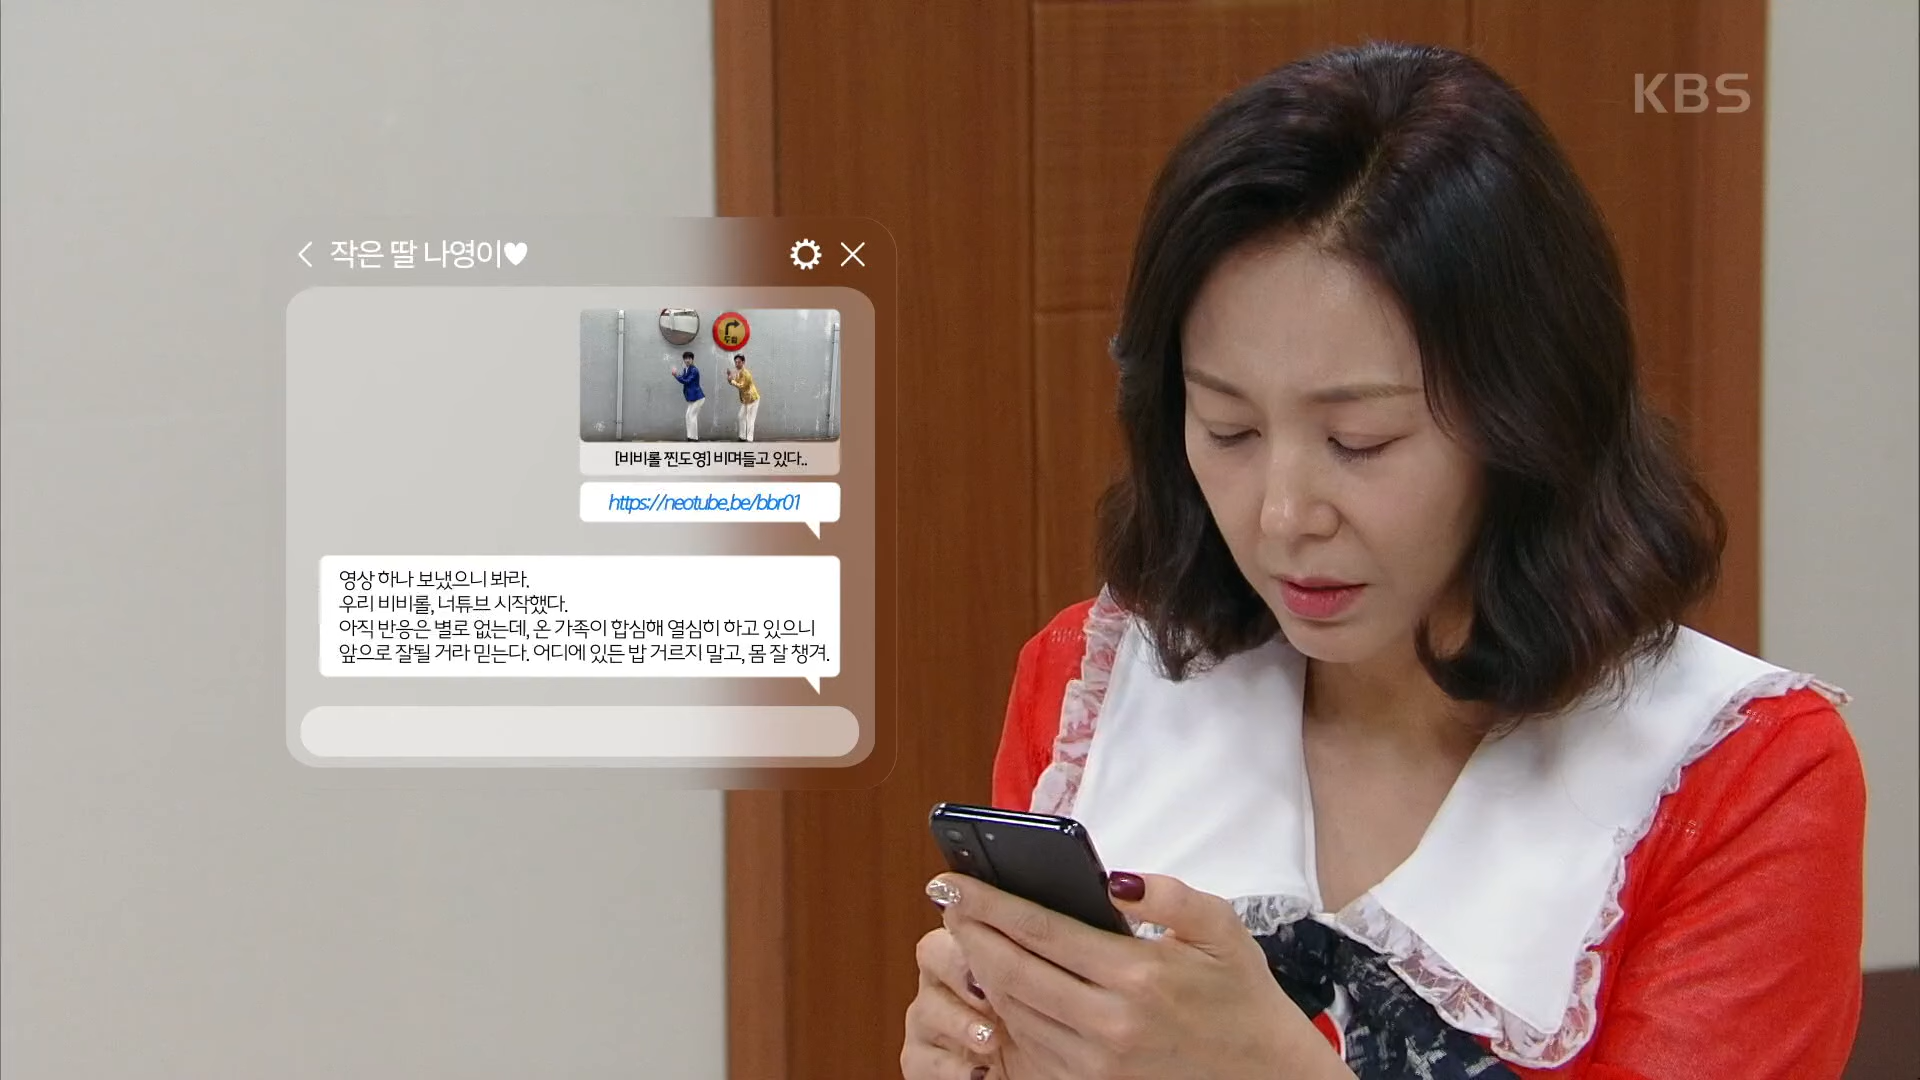 KBS
작은 딸 나영이♥
도림
[비비롤 찐도영] 비며들고 있다..
https://neotube.be/bbr01
영상 하나 보냈으니 봐라.
우리 비비롤, 너튜브 시작했다.
아직 반응은 별로 없는데, 온 가족이 합심해 열심히 하고 있으니
앞으로 잘될 거라 믿는다. 어디에 있든 밥 거르지 말고, 몸 잘 챙겨.